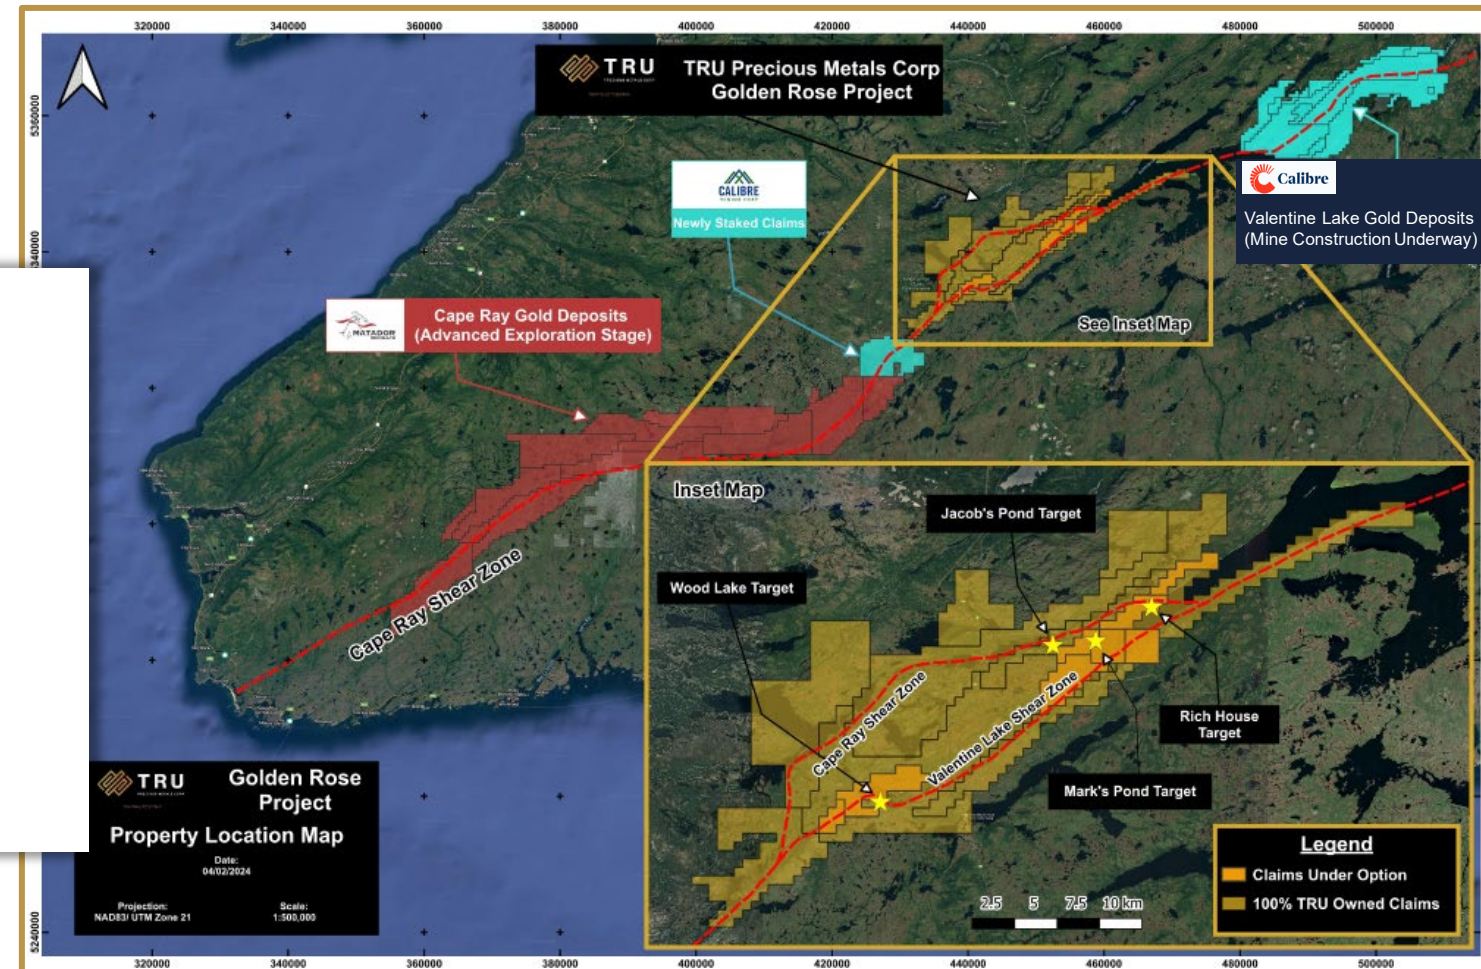 320000 340000 360000 380000 400000 420000 440000 460000 480000 500000
5360000
5340000
5240000
TRU
TRU Precious Metals Corp
Golden Rose Project
CALIBRE
MINING CORP
Newly Staked Claims
Calibre
Valentine Lake Gold Deposits
(Mine Construction Underway)
MATADOR
Cape Ray Gold Deposits
(Advanced Exploration Stage)
See Inset Map
Cape Ray Shear Zone
Inset Map
Jacob's Pond Target
Wood Lake Target
Cape Ray Shear Zone
Valentine Lake Shear Zone
Rich House
Target
Mark's Pond Target
2.5 5 7.5 10 km
Legend
Claims Under Option
100% TRU Owned Claims
TRU
PRECIOUS METALS CORP
Golden Rose
Project
Property Location Map
Date:
04/02/2024
Projection:
NAD83/ UTM Zone 21
Scale:
1:500,000
320000 340000 360000 380000 400000 420000 440000 460000 480000 500000